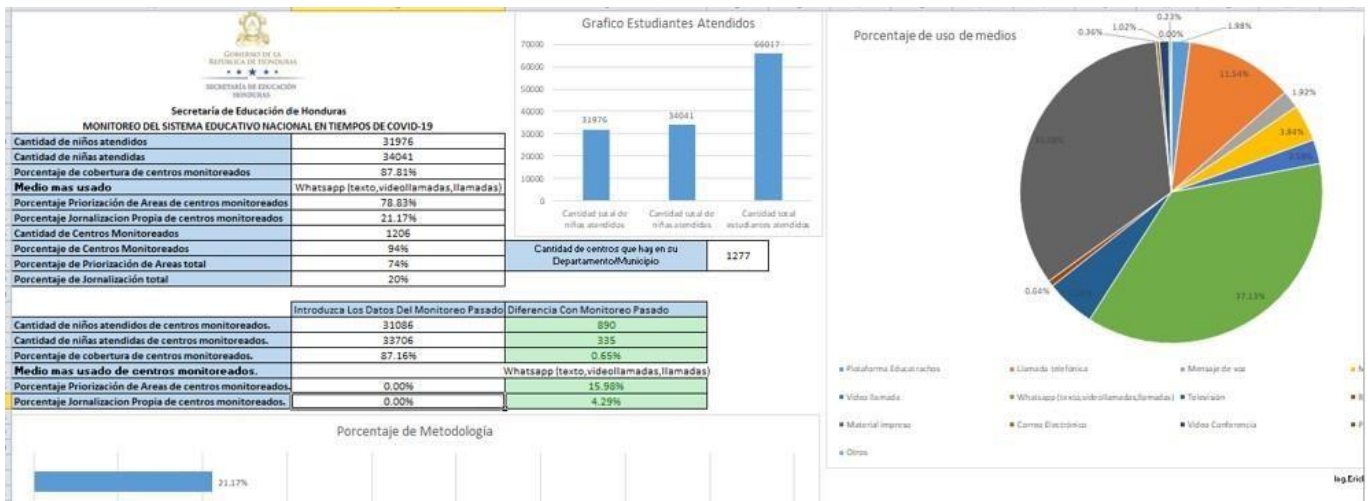 GOBIERNO DE LA
REPÚBLICA DE HONDURAS
SECRETARÍA DE EDUCACIÓN
HONDURAS
Secretaría de Educación de Honduras
MONITOREO DEL SISTEMA EDUCATIVO NACIONAL EN TIEMPOS DE COVID-19
Cantidad de niños atendidos 31976
Cantidad de niñas atendidas 34041
Porcentaje de cobertura de centros monitoreados 87.81%
Medio mas usado Whatsapp (texto,videollamadas,llamadas)
Porcentaje Priorización de Areas de centros monitoreados 78.83%
Porcentaje Jornalizacion Propia de centros monitoreados 21.17%
Cantidad de Centros Monitoreados 1206
Porcentaje de Centros Monitoreados 94%
Porcentaje de Priorización de Areas total 74%
Porcentaje de Jornalización total 20%
Introduzca Los Datos Del Monitoreo Pasado Diferencia Con Monitoreo Pasado
Cantidad de niños atendidos de centros monitoreados. 31086 890
Cantidad de niñas atendidas de centros monitoreados. 33706 335
Porcentaje de cobertura de centros monitoreados. 87.16% 0.65%
Medio mas usado de centros monitoreados. Whatsapp (texto,videollamadas,llamadas)
Porcentaje Priorización de Areas de centros monitoreados. 0.00% 15.98%
Porcentaje Jornalizacion Propia de centros monitoreados. 0.00% 4.29%
Porcentaje de Metodología
21.17%
Grafico Estudiantes Atendidos
70000
60000
50000
40000
30000
20000
10000
0
31976
34041
66017
Cantidad total de
niños atendidos
Cantidad total de
niñas atendidas
Cantidad total
estudiantes atendidos
Cantidad de centros que hay en su
Departamento/Municipio
1277
Porcentaje de uso de medios
0.36%
1.02%
0.23%
0.00%
1.98%
11.54%
1.92%
3.84%
37.13%
0.64%
Plataforma Educatrachos
Llamada telefónica
Mensaje de voz
Video llamada
Whatsapp (texto,videollamadas,llamadas)
Televisión
Material impreso
Correo Electrónico
Video Conferencia
Otros
Ing.Erick